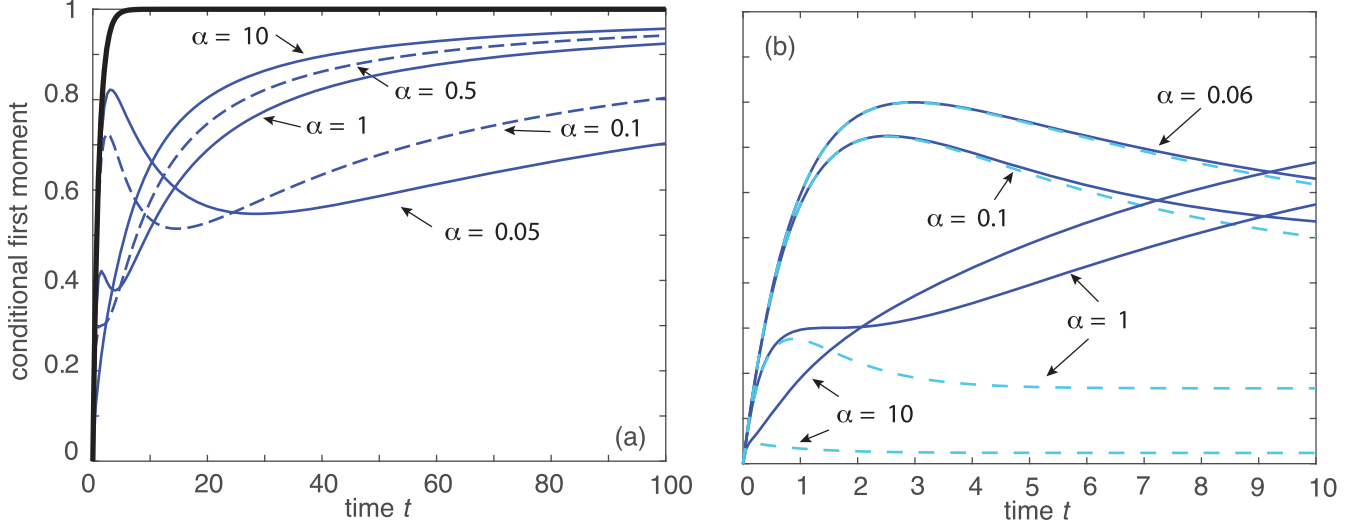 1
0.8
0.6
0.4
0.2
0
conditional first moment
α = 10
α = 0.5
α = 1
α = 0.1
α = 0.05
(a)
0 20 40 60 80 100
time t
(b)
α = 0.06
α = 0.1
α = 1
α = 10
0 1 2 3 4 5 6 7 8 9 10
time t